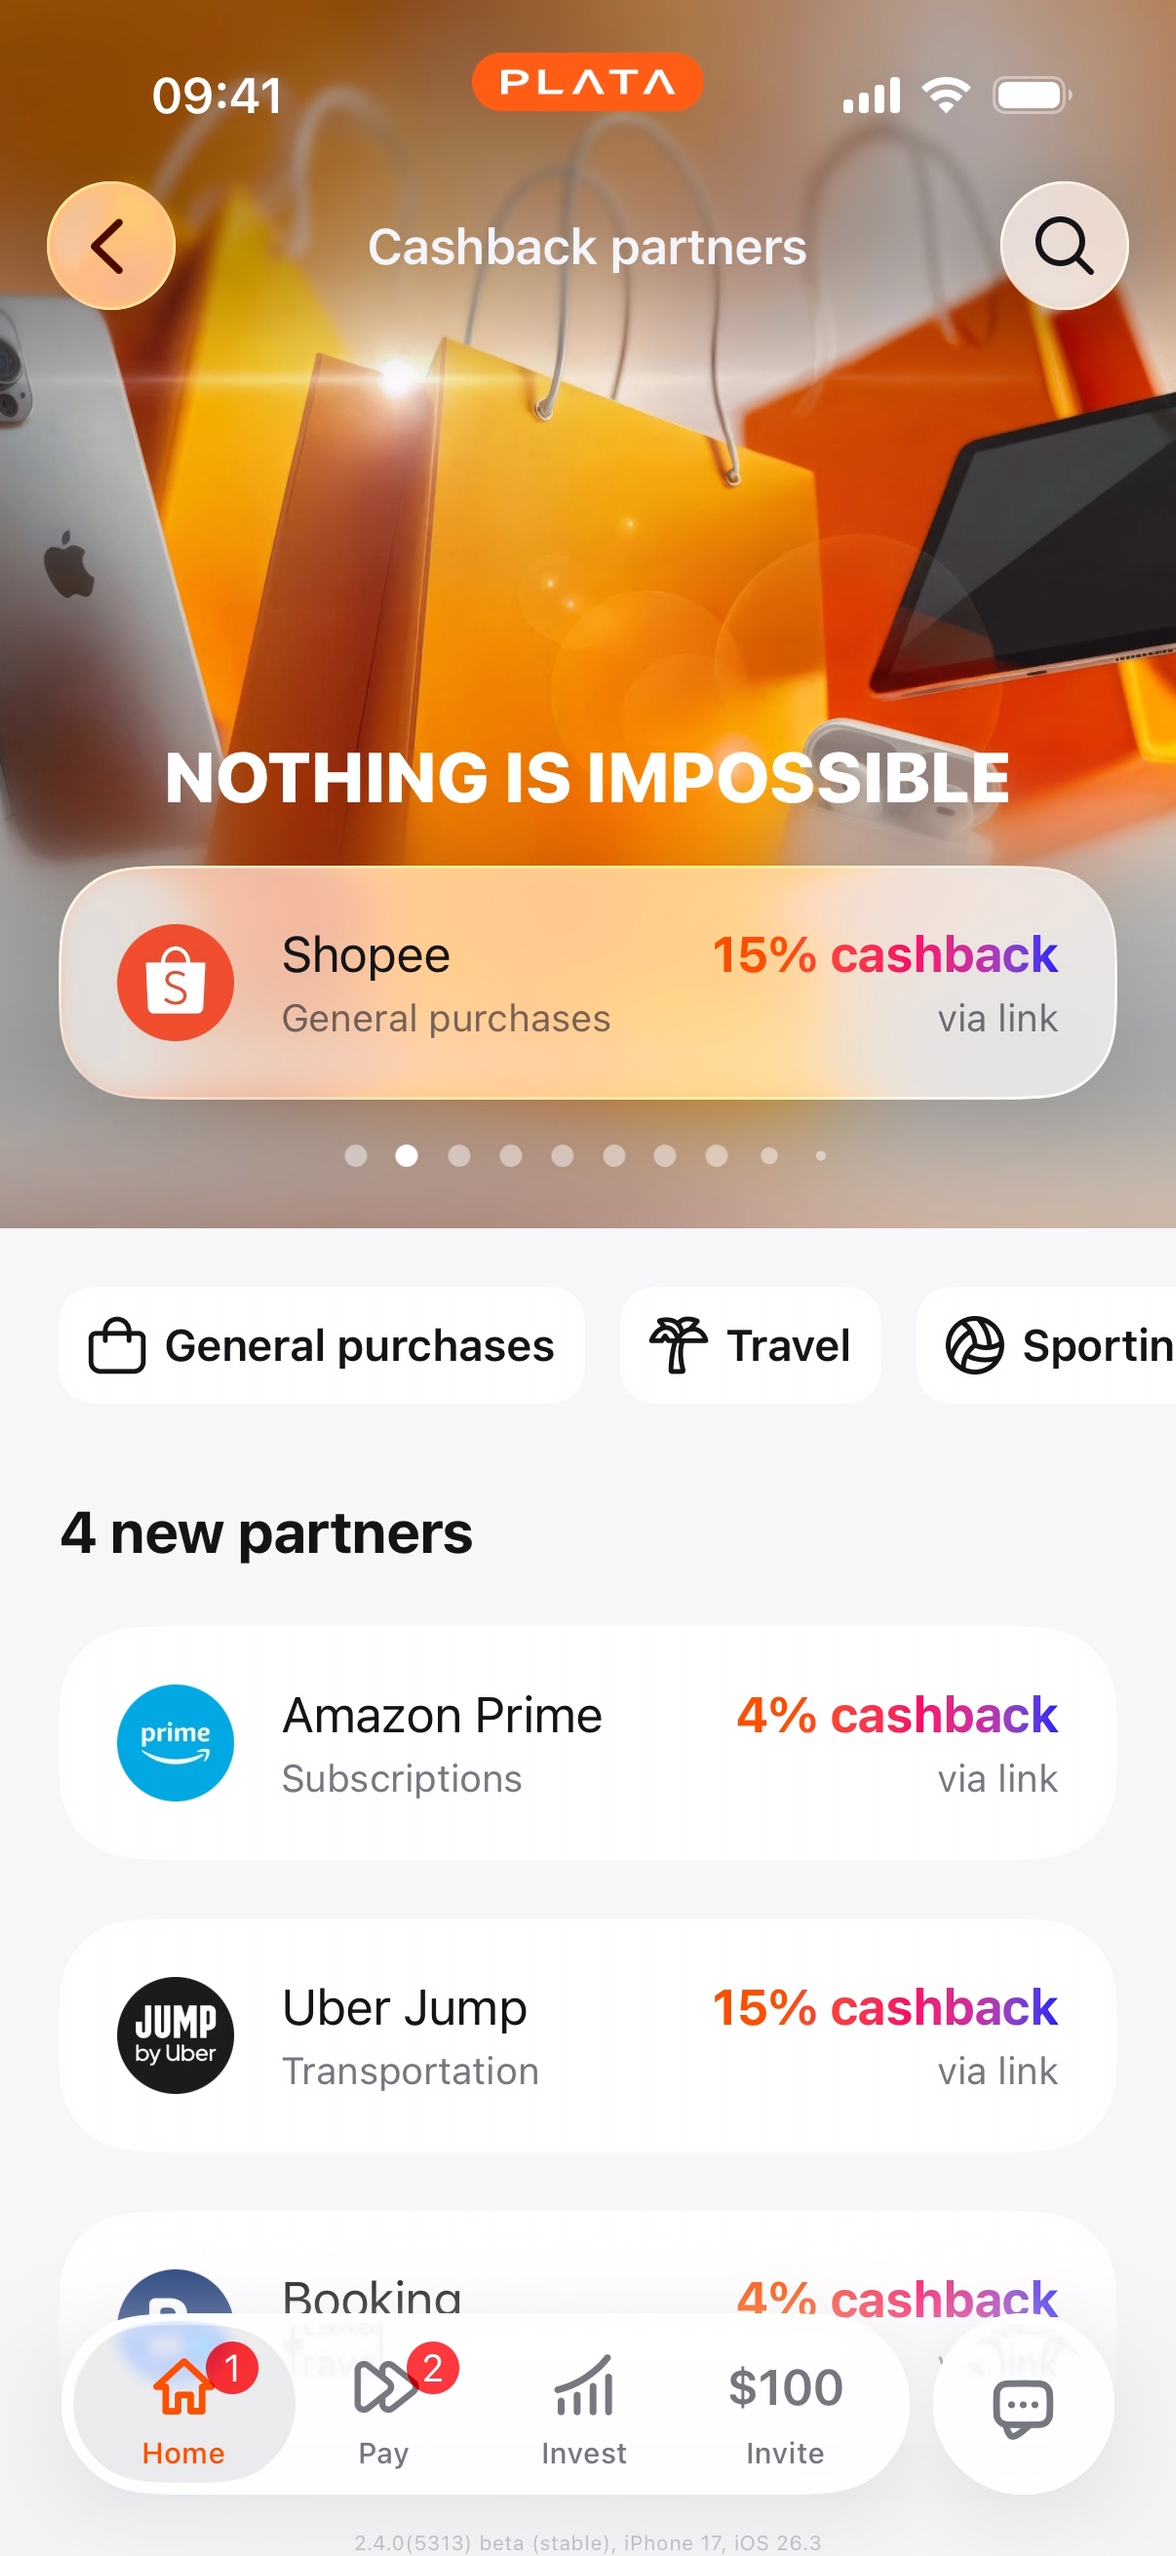 09:41
PLATA
Cashback partners
NOTHING IS IMPOSSIBLE
S
Shopee
15% cashback
General purchases
via link
General purchases
Travel
Sportin
4 new partners
prime
Amazon Prime
4% cashback
Subscriptions
via link
JUMP
by Uber
Uber Jump
15% cashback
Transportation
via link
Booking
4% cashback
1
2
$100
Home
Pay
Invest
Invite
2.4.0(5313) beta (stable), iPhone 17, iOS 26.3